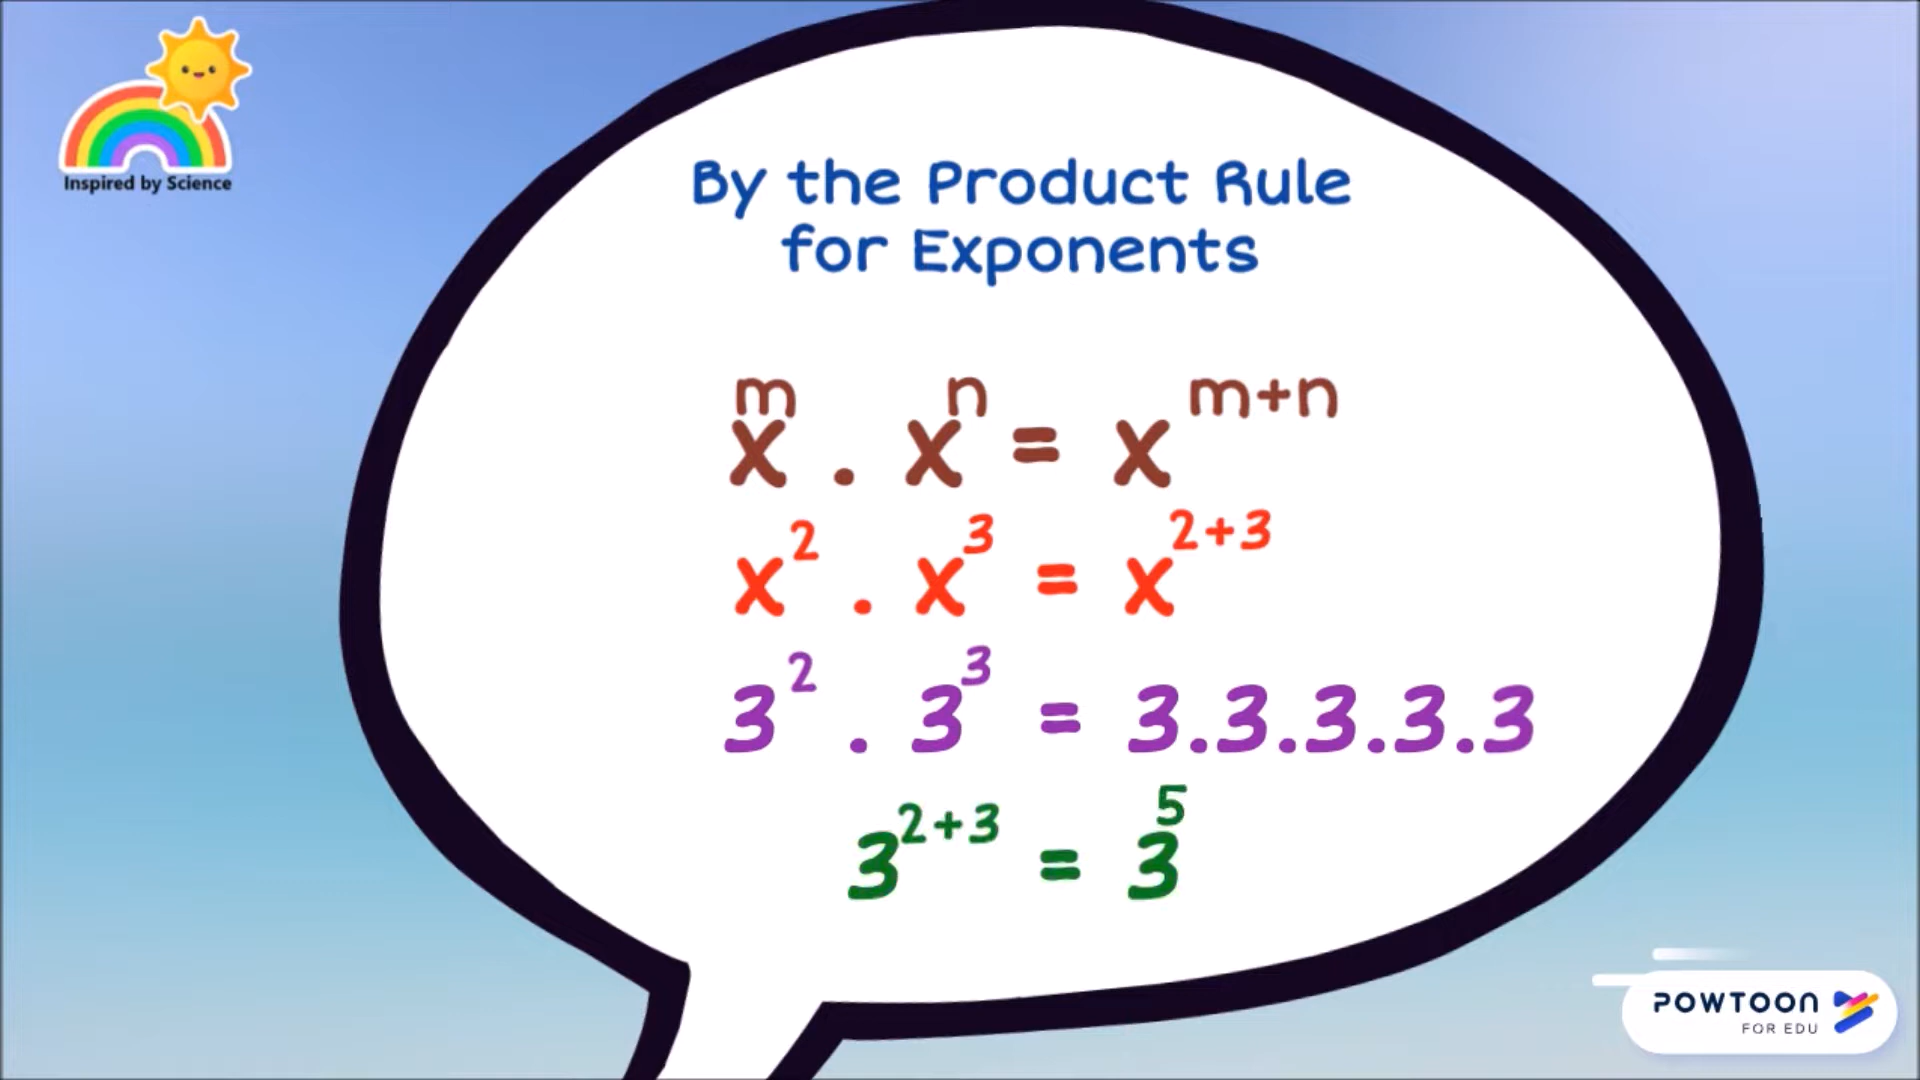 Inspired by Science
By the Product Rule
for Exponents
x^m . x^n = x^{m+n}
x^2 . x^3 = x^{2+3}
3^2 . 3^3 = 3.3.3.3.3
3^{2+3} = 3^5
POWTOON
FOR EDU